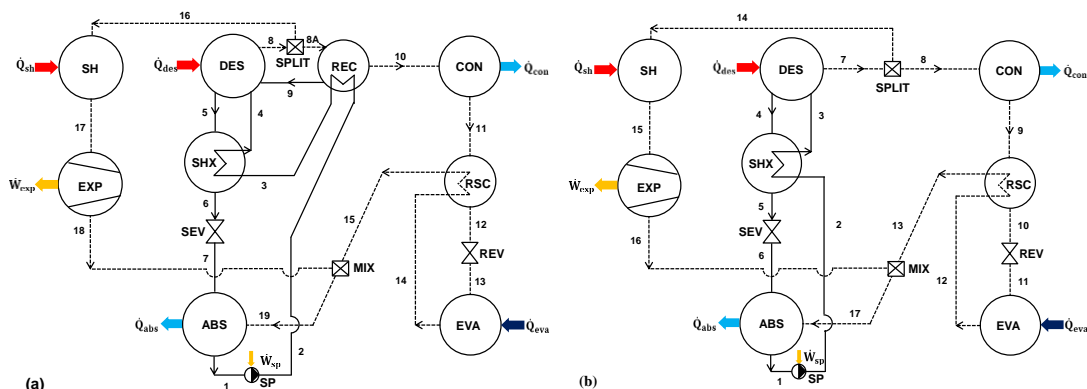 16
8
8A
10
Q̇sh
SH
Q̇des
DES
SPLIT
REC
CON
Q̇con
9
5
4
17
11
SHX
3
Ẇexp
EXP
RSC
6
15
12
18
SEV
REV
7
MIX
14
13
Q̇abs
ABS
19
EVA
Q̇eva
2
Ẇsp
1
SP
(a)
14
Q̇sh
SH
Q̇des
DES
7
8
SPLIT
CON
Q̇con
4
3
15
9
SHX
Ẇexp
EXP
RSC
5
2
13
10
16
SEV
REV
6
MIX
12
11
Q̇abs
ABS
17
EVA
Q̇eva
Ẇsp
1
SP
(b)